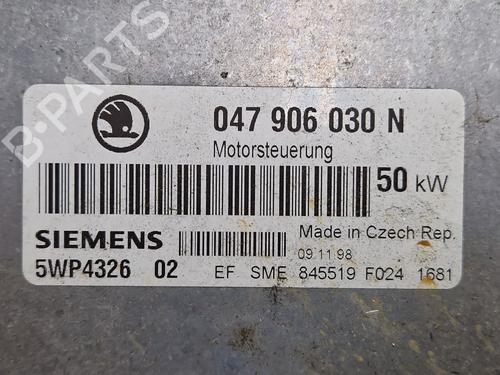 B-PARTS
047 906 030 N
Motorsteuerung
50 kW
SIEMENS
Made in Czech Rep.
09.11.98
5WP4326 02
EF SME 845519 F024 1681